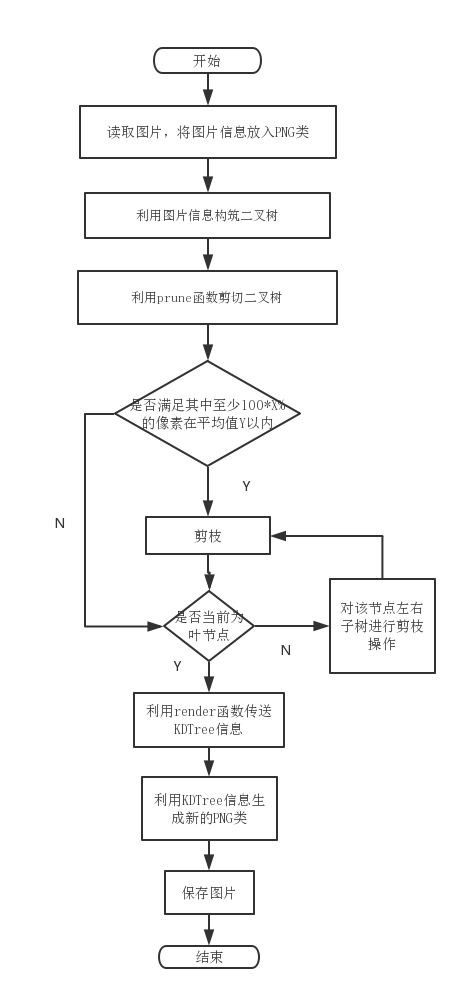 开始
读取图片，将图片信息放入PNG类
利用图片信息构筑二叉树
利用prune函数剪切二叉树
是否满足其中至少100*X%
的像素在平均值Y以内
Y
N
剪枝
是否当前为
叶节点
对该节点左右
子树进行剪枝
操作
N
Y
利用render函数传送
KDTree信息
利用KDTree信息生
成新的PNG类
保存图片
结束